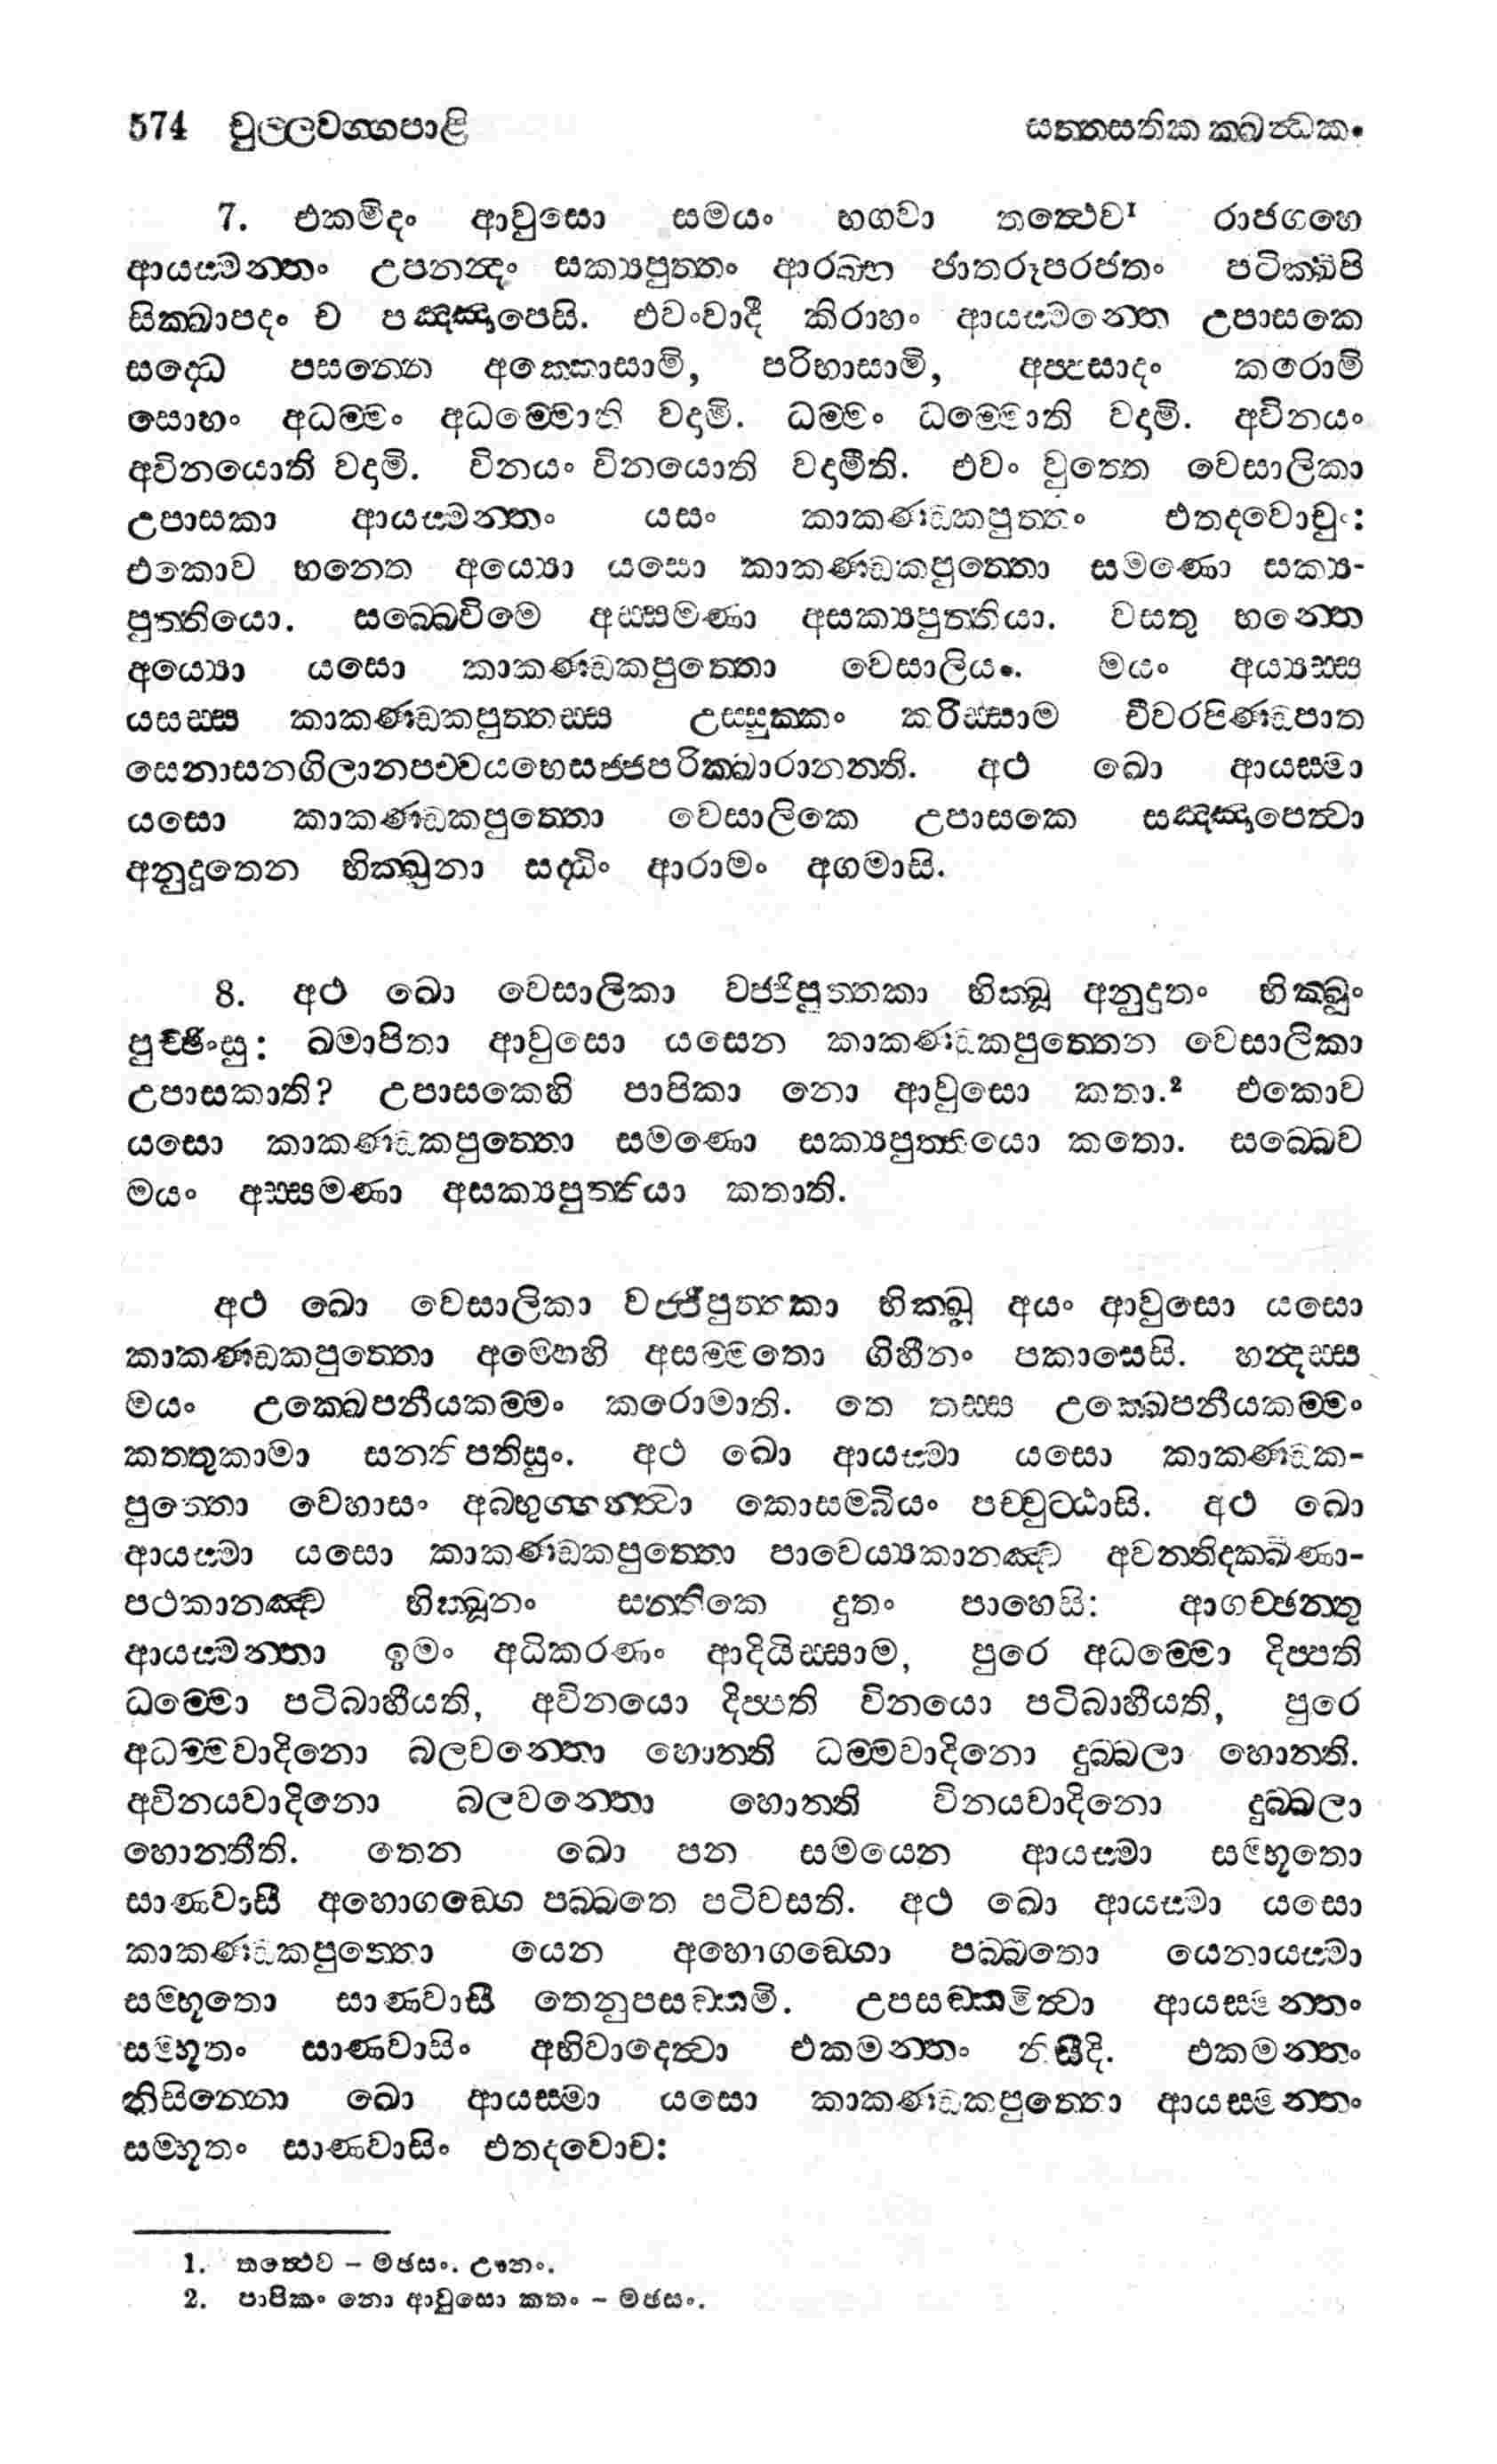 574 චුල්ලවග්ගපාළි සත්තසතික ක්ඛන්ධකං
7. එකමිදං ආවුසො සමයං භගවා තත්ථෙව¹ රාජගහෙ
ආයස්මන්තං උපනන්දං සක්‍යපුත්තං ආරබ්භ ජාතරූපරජතං පටික්ඛිපි
සික්ඛාපදං ච පඤ්ඤාපෙසි. එවංවාදී කිරාහං ආයස්මන්තෙ උපාසකෙ
සද්ධෙ පසන්නෙ අක්කොසාමි, පරිභාසාමි, අප්පසාදං කරොමි
සොහං අධම්මං අධම්මොති වදාමි. ධම්මං ධම්මොති වදාමි. අවිනයං
අවිනයොති වදාමි. විනයං විනයොති වදාමීති. එවං වුත්තෙ වෙසාලිකා
උපාසකා ආයස්මන්තං යසං කාකණ්ඩකපුත්තං එතදවොචුං:
එකොව භන්තෙ අය්‍යො යසො කාකණ්ඩකපුත්තො සමණො සක්‍ය-
පුත්තියො. සබ්බෙවිමෙ අස්සමණා අසක්‍යපුත්තියා. වසතු භන්තෙ
අය්‍යො යසො කාකණ්ඩකපුත්තො වෙසාලියං. මයං අය්‍යස්ස
යසස්ස කාකණ්ඩකපුත්තස්ස උස්සුක්කං කරිස්සාම චීවරපිණ්ඩපාත
සෙනාසනගිලානපච්චයභෙසජ්ජපරික්ඛාරානන්ති. අථ ඛො ආයස්මා
යසො කාකණ්ඩකපුත්තො වෙසාලිකෙ උපාසකෙ සඤ්ඤාපෙත්වා
අනුදූතෙන භික්ඛුනා සද්ධිං ආරාමං අගමාසි.
8. අථ ඛො වෙසාලිකා වජ්ජිපුත්තකා භික්ඛූ අනුදූතං භික්ඛුං
පුච්ඡිංසු: ඛමාපිතා ආවුසො යසෙන කාකණ්ඩකපුත්තෙන වෙසාලිකා
උපාසකාති? උපාසකෙහි පාපිකා නො ආවුසො කතා.² එකොව
යසො කාකණ්ඩකපුත්තො සමණො සක්‍යපුත්තියො කතො. සබ්බෙව
මයං අස්සමණා අසක්‍යපුත්තියා කතාති.
අථ ඛො වෙසාලිකා වජ්ජිපුත්තකා භික්ඛූ අයං ආවුසො යසො
කාකණ්ඩකපුත්තො අම්හෙහි අසම්මතො ගිහීනං පකාසෙසි. හන්දස්ස
මයං උක්ඛෙපනීයකම්මං කරොමාති. තෙ තස්ස උක්ඛෙපනීයකම්මං
කත්තුකාමා සන්නිපතිසුං. අථ ඛො ආයස්මා යසො කාකණ්ඩක-
පුත්තො වෙහාසං අබ්භුග්ගන්ත්වා කොසම්බියං පච්චුට්ඨාසි. අථ ඛො
ආයස්මා යසො කාකණ්ඩකපුත්තො පාවෙය්‍යකානඤ්ච අවන්තිදක්ඛිණා-
පථකානඤ්ච භික්ඛූනං සන්තිකෙ දූතං පාහෙසි: ආගච්ඡන්තු
ආයස්මන්තා ඉමං අධිකරණං ආදියිස්සාම, පුරෙ අධම්මො දිප්පති
ධම්මො පටිබාහීයති, අවිනයො දිප්පති විනයො පටිබාහීයති, පුරෙ
අධම්මවාදිනො බලවන්තො හොන්ති ධම්මවාදිනො දුබ්බලා හොන්ති.
අවිනයවාදිනො බලවන්තො හොන්ති විනයවාදිනො දුබ්බලා
හොන්තීති. තෙන ඛො පන සමයෙන ආයස්මා සම්භූතො
සාණවාසී අහොගඞ්ගෙ පබ්බතෙ පටිවසති. අථ ඛො ආයස්මා යසො
කාකණ්ඩකපුත්තො යෙන අහොගඞ්ගො පබ්බතො යෙනායස්මා
සම්භූතො සාණවාසී තෙනුපසඞ්කමි. උපසඞ්කමිත්වා ආයස්මන්තං
සම්භූතං සාණවාසිං අභිවාදෙත්වා එකමන්තං නිසීදි. එකමන්තං
නිසින්නො ඛො ආයස්මා යසො කාකණ්ඩකපුත්තො ආයස්මන්තං
සම්භූතං සාණවාසිං එතදවොච:
1. තත්ථෙව – මඡසං. ඌනං.
2. පාපිකං නො ආවුසො කතං – මඡසං.